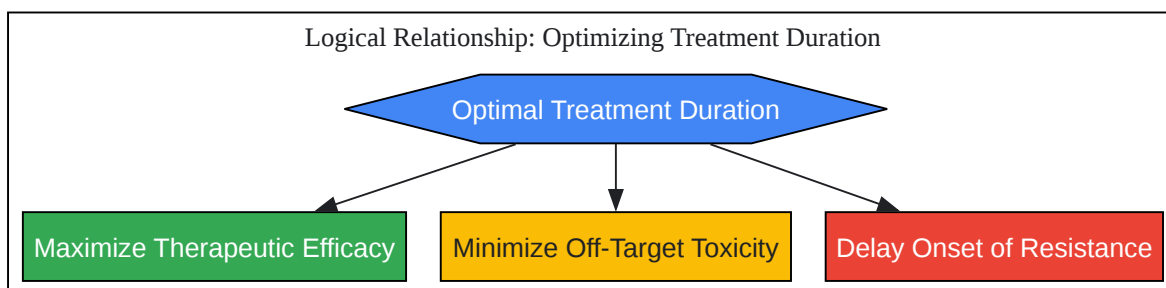 Logical Relationship: Optimizing Treatment Duration
Optimal Treatment Duration
Maximize Therapeutic Efficacy
Minimize Off-Target Toxicity
Delay Onset of Resistance